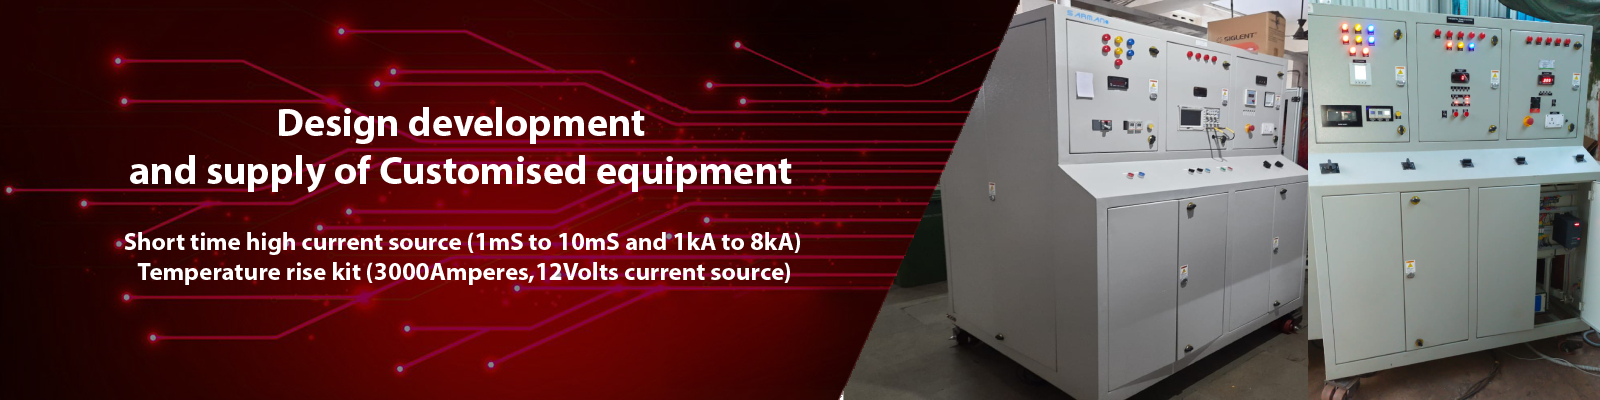 Design development
and supply of Customised equipment
Short time high current source (1mS to 10mS and 1kA to 8kA)
Temperature rise kit (3000Amperes,12Volts current source)
SARMAN
SIGLENT